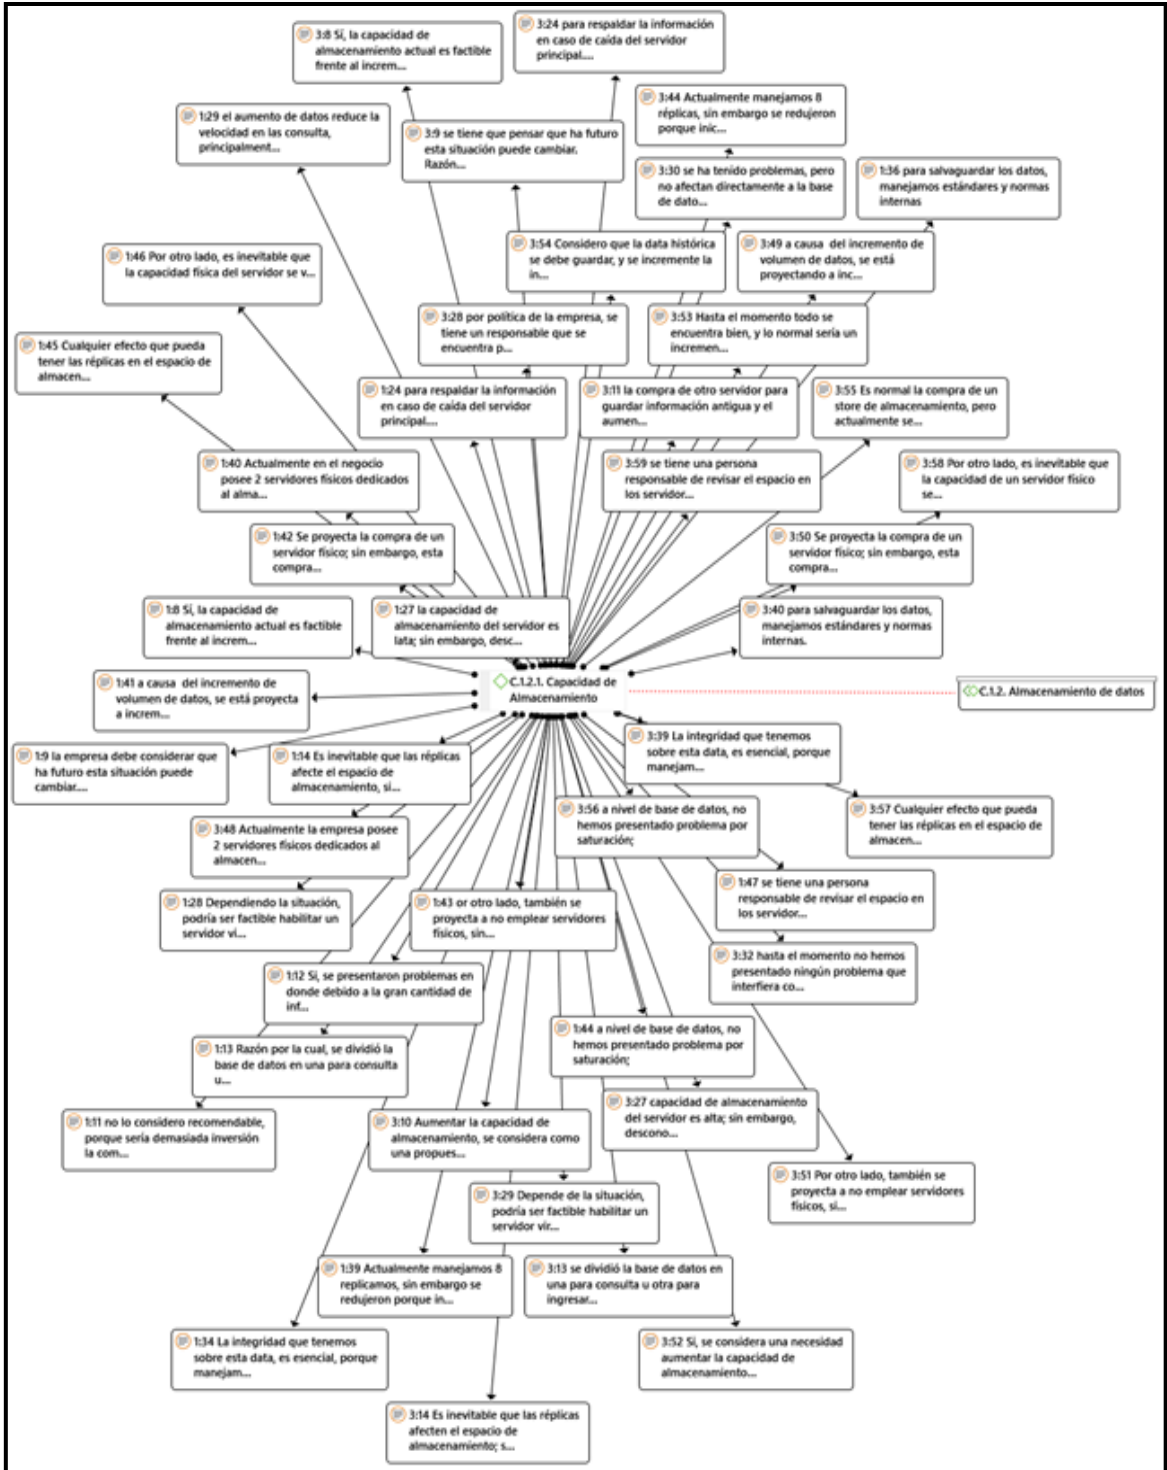 3:24 para respaldar la información
en caso de caída del servidor
principal....
3:8 Sí, la capacidad de
almacenamiento actual es factible
frente al increm...
3:44 Actualmente manejamos 8
réplicas, sin embargo se redujeron
porque inic...
1:29 el aumento de datos reduce la
velocidad en las consulta,
principalment...
3:9 se tiene que pensar que ha futuro
esta situación puede cambiar.
Razón...
3:30 se ha tenido problemas, pero
no afectan directamente a la base
de dato...
1:36 para salvaguardar los datos,
manejamos estándares y normas
internas
3:54 Considero que la data histórica
se debe guardar, y se incremente la
in...
3:49 a causa del incremento de
volumen de datos, se está
proyectando a inc...
1:46 Por otro lado, es inevitable que
la capacidad física del servidor se v...
3:28 por política de la empresa, se
tiene un responsable que se
encuentra p...
3:53 Hasta el momento todo se
encuentra bien, y lo normal sería un
incremen...
1:45 Cualquier efecto que pueda
tener las réplicas en el espacio de
almacen...
1:24 para respaldar la información
en caso de caída del servidor
principal....
3:11 la compra de otro servidor para
guardar información antigua y el
aumen...
3:55 Es normal la compra de un
store de almacenamiento, pero
actualmente se...
1:40 Actualmente en el negocio
posee 2 servidores físicos dedicados
al alma...
3:59 se tiene una persona
responsable de revisar el espacio en
los servidor...
3:58 Por otro lado, es inevitable que
la capacidad de un servidor físico
se...
1:42 Se proyecta la compra de un
servidor físico; sin embargo, esta
compra...
3:50 Se proyecta la compra de un
servidor físico; sin embargo, esta
compra...
1:8 Sí, la capacidad de
almacenamiento actual es factible
frente al increm...
1:27 la capacidad de
almacenamiento del servidor es
lata; sin embargo, desc...
3:40 para salvaguardar los datos,
manejamos estándares y normas
internas.
1:41 a causa del incremento de
volumen de datos, se está proyecta
a increm...
C.1.2.1. Capacidad de
Almacenamiento
C.1.2. Almacenamiento de datos
1:9 la empresa debe considerar que
ha futuro esta situación puede
cambiar....
1:14 Es inevitable que las réplicas
afecte el espacio de
almacenamiento, si...
3:39 La integridad que tenemos
sobre esta data, es esencial, porque
manejam...
3:56 a nivel de base de datos, no
hemos presentado problema por
saturación;
3:57 Cualquier efecto que pueda
tener las réplicas en el espacio de
almacen...
3:48 Actualmente la empresa posee
2 servidores físicos dedicados al
almacen...
1:28 Dependiendo la situación,
podría ser factible habilitar un
servidor vi...
1:43 or otro lado, también se
proyecta a no emplear servidores
físicos, sin...
1:47 se tiene una persona
responsable de revisar el espacio en
los servidor...
3:32 hasta el momento no hemos
presentado ningún problema que
interfiera co...
1:12 Si, se presentaron problemas en
donde debido a la gran cantidad de
inf...
1:13 Razón por la cual, se dividió la
base de datos en una para consulta
u...
1:44 a nivel de base de datos, no
hemos presentado problema por
saturación;
3:27 capacidad de almacenamiento
del servidor es alta; sin embargo,
descono...
1:11 no lo considero recomendable,
porque sería demasiada inversión
la com...
3:10 Aumentar la capacidad de
almacenamiento, se considera como
una propues...
3:51 Por otro lado, también se
proyecta a no emplear servidores
físicos, si...
3:29 Depende de la situación,
podría ser factible habilitar un
servidor vir...
1:39 Actualmente manejamos 8
replicamos, sin embargo se
redujeron porque in...
3:13 se dividió la base de datos en
una para consulta u otra para
ingresar...
1:34 La integridad que tenemos
sobre esta data, es esencial, porque
manejam...
3:52 Si, se considera una necesidad
aumentar la capacidad de
almacenamiento...
3:14 Es inevitable que las réplicas
afecten el espacio de
almacenamiento; s...